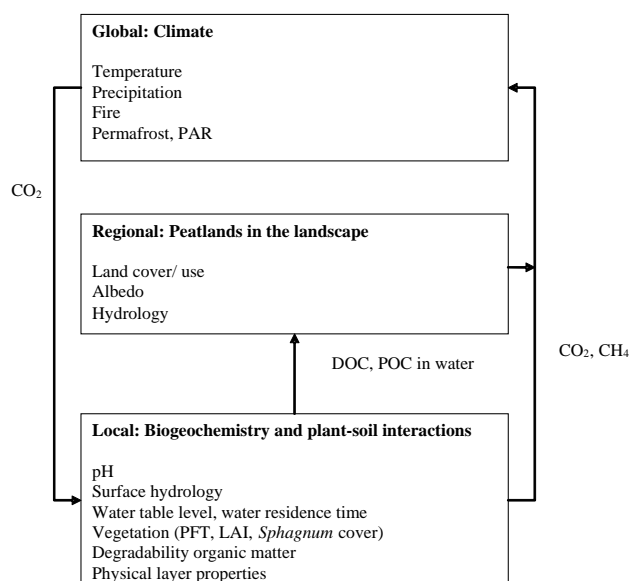 Global: Climate
Temperature
Precipitation
Fire
Permafrost, PAR
CO₂
Regional: Peatlands in the landscape
Land cover/ use
Albedo
Hydrology
DOC, POC in water
CO₂, CH₄
Local: Biogeochemistry and plant-soil interactions
pH
Surface hydrology
Water table level, water residence time
Vegetation (PFT, LAI, Sphagnum cover)
Degradability organic matter
Physical layer properties